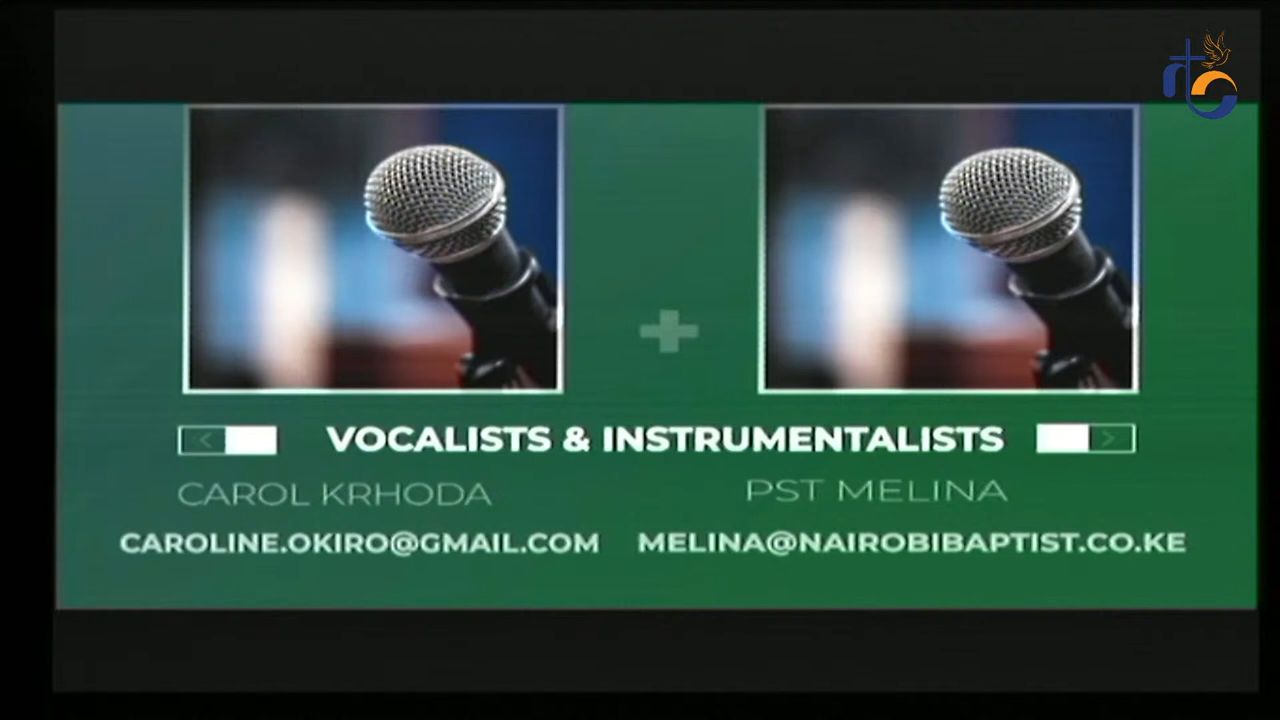 VOCALISTS & INSTRUMENTALISTS
CAROL KRHODA
PST MELINA
CAROLINE.OKIRO@GMAIL.COM
MELINA@NAIROBIBAPTIST.CO.KE